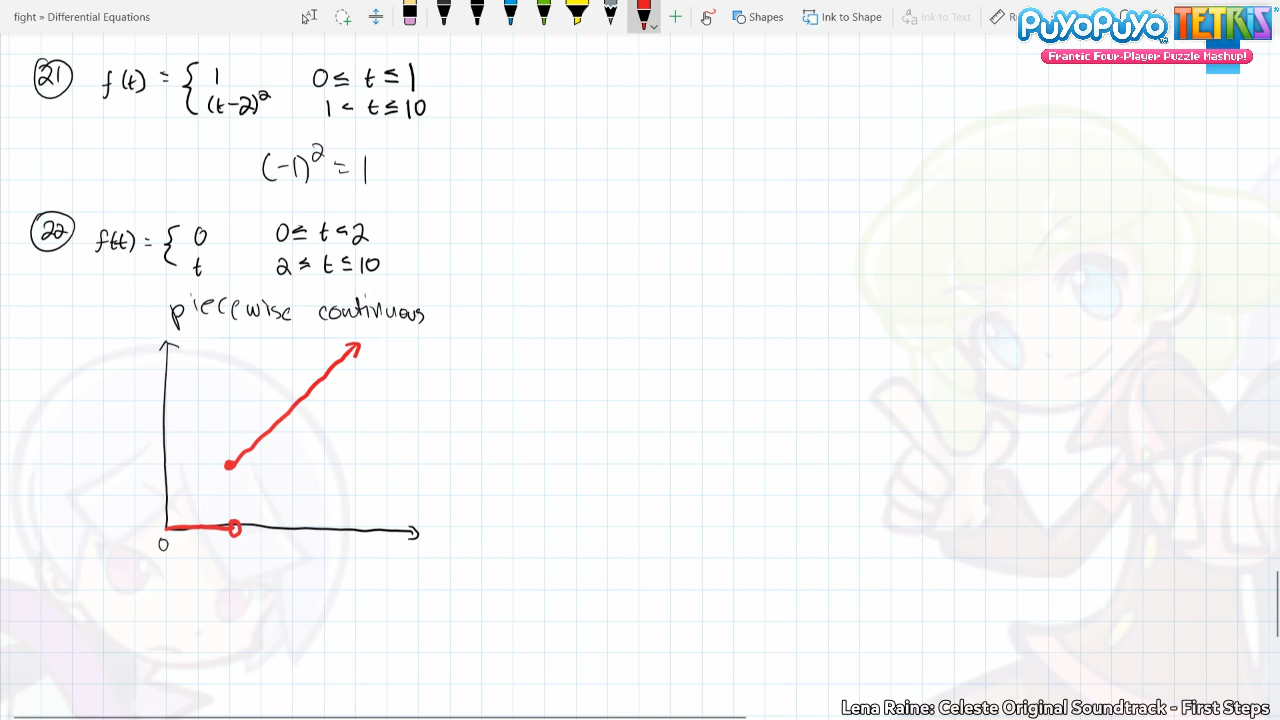 fight » Differential Equations
Shapes
Ink to Shape
Ink to Text
PUYOPUYO TETRIS
Frantic Four-Player Puzzle Mashup!
21 f(t) = { 1 0 ≤ t ≤ 1
(t-2)² 1 < t ≤ 10
(-1)² = 1
22 f(t) = { 0 0 ≤ t < 2
t 2 ≤ t ≤ 10
piecewise continuous
0
Lena Raine: Celeste Original Soundtrack - First Steps